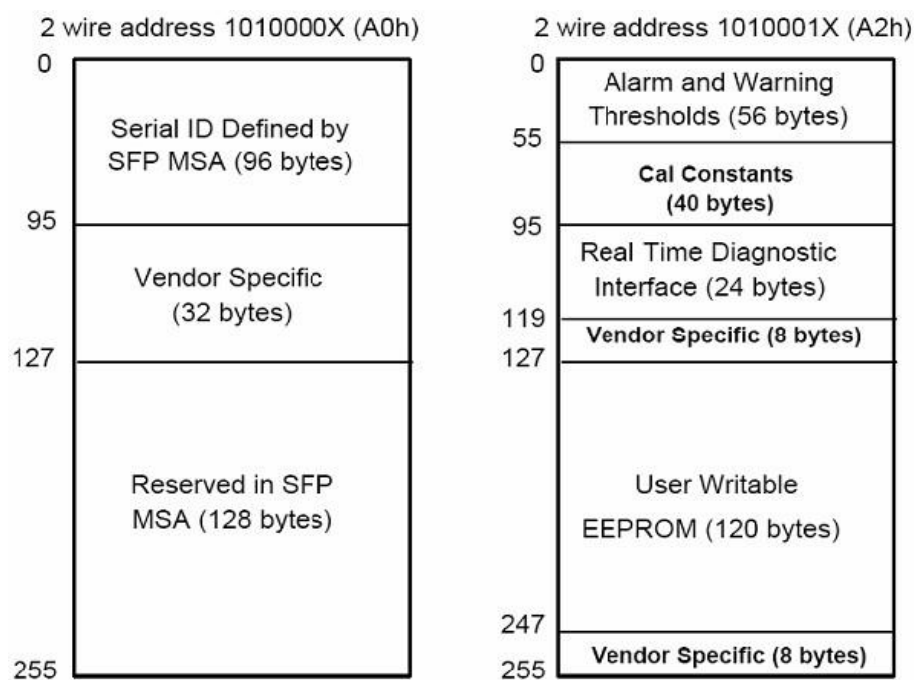 2 wire address 1010000X (A0h)
0
Serial ID Defined by
SFP MSA (96 bytes)
95
Vendor Specific
(32 bytes)
127
Reserved in SFP
MSA (128 bytes)
255
2 wire address 1010001X (A2h)
0
Alarm and Warning
Thresholds (56 bytes)
55
Cal Constants
(40 bytes)
95
Real Time Diagnostic
Interface (24 bytes)
119
Vendor Specific (8 bytes)
127
User Writable
EEPROM (120 bytes)
247
Vendor Specific (8 bytes)
255